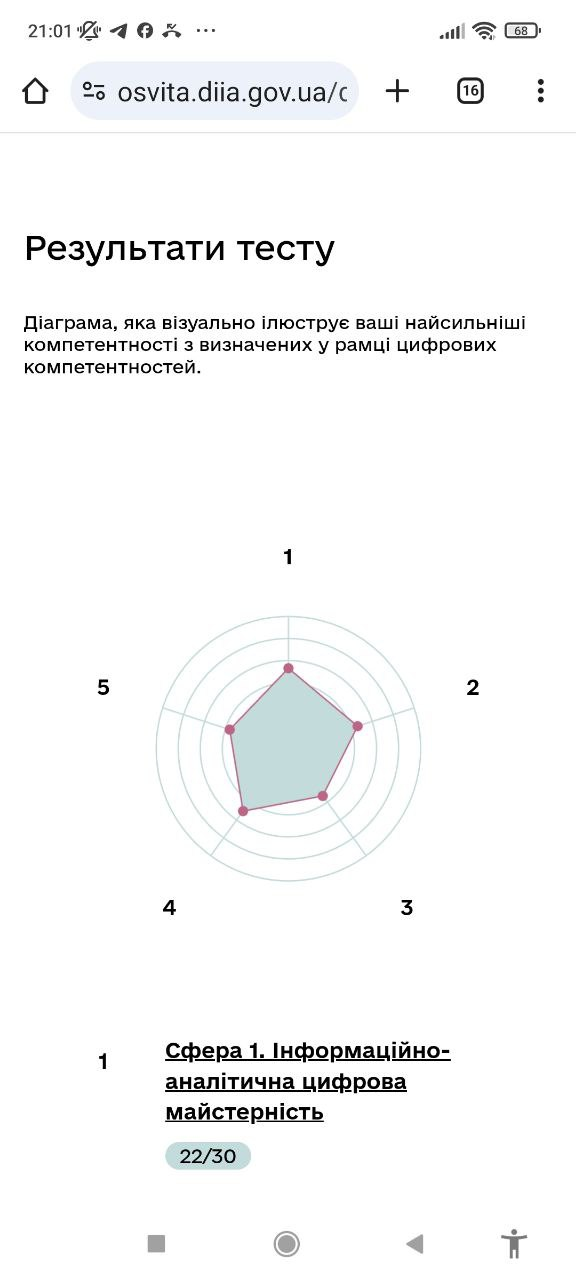 21:01
68
osvita.diia.gov.ua/c
16
Результати тесту
Діаграма, яка візуально ілюструє ваші найсильніші
компетентності з визначених у рамці цифрових
компетентностей.
1
5
2
4
3
1
Сфера 1. Інформаційно-
аналітична цифрова
майстерність
22/30